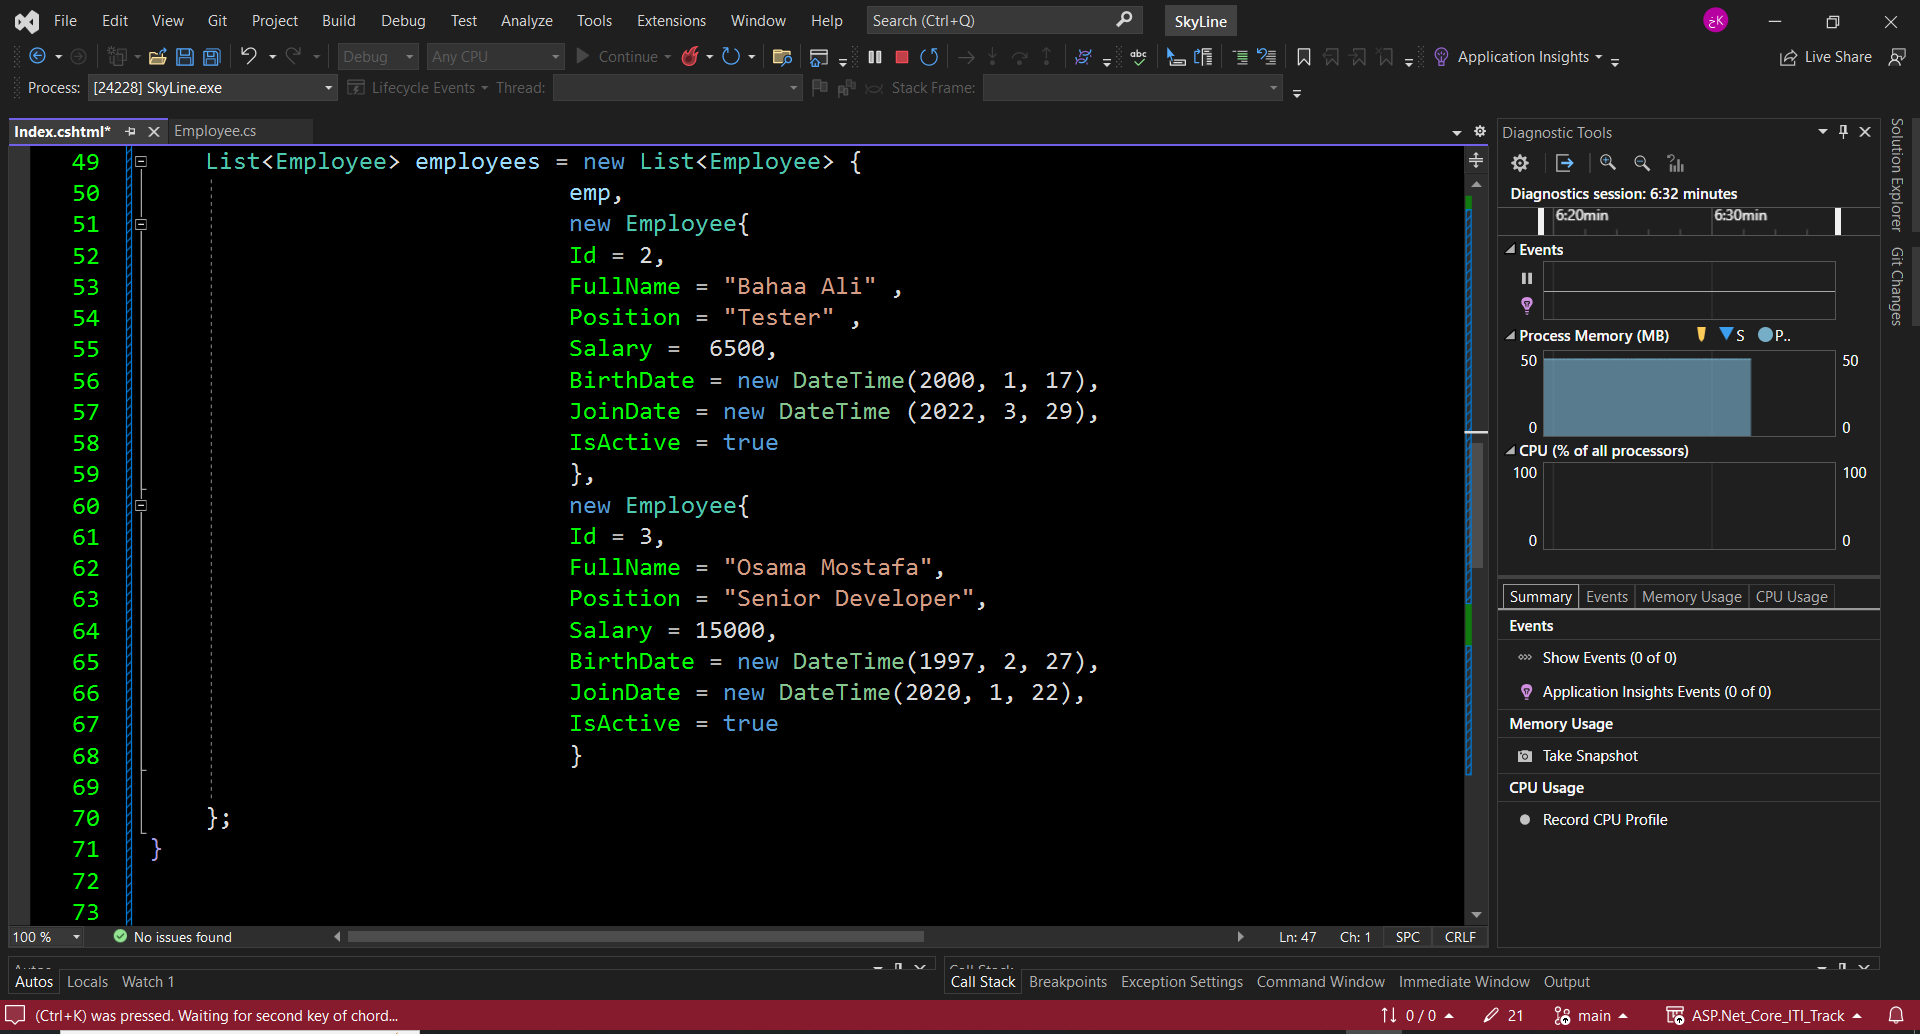 File Edit View Git Project Build Debug Test Analyze Tools Extensions Window Help Search (Ctrl+Q) SkyLine خK
Debug Any CPU Continue Application Insights Live Share
Process: [24228] SkyLine.exe Lifecycle Events Thread: Stack Frame:
Index.cshtml* Employee.cs
49 List<Employee> employees = new List<Employee> {
50 emp,
51 new Employee{
52 Id = 2,
53 FullName = "Bahaa Ali" ,
54 Position = "Tester" ,
55 Salary =  6500,
56 BirthDate = new DateTime(2000, 1, 17),
57 JoinDate = new DateTime (2022, 3, 29),
58 IsActive = true
59 },
60 new Employee{
61 Id = 3,
62 FullName = "Osama Mostafa",
63 Position = "Senior Developer",
64 Salary = 15000,
65 BirthDate = new DateTime(1997, 2, 27),
66 JoinDate = new DateTime(2020, 1, 22),
67 IsActive = true
68 }
69
70 };
71 }
72
73
100 % No issues found Ln: 47 Ch: 1 SPC CRLF
Diagnostic Tools
Diagnostics session: 6:32 minutes
6:20min 6:30min
Events
Process Memory (MB) S P..
50 50
0 0
CPU (% of all processors)
100 100
0 0
Summary Events Memory Usage CPU Usage
Events
Show Events (0 of 0)
Application Insights Events (0 of 0)
Memory Usage
Take Snapshot
CPU Usage
Record CPU Profile
Solution Explorer
Git Changes
Autos
Call Stack
Autos Locals Watch 1
Call Stack Breakpoints Exception Settings Command Window Immediate Window Output
(Ctrl+K) was pressed. Waiting for second key of chord... 0 / 0 21 main ASP.Net_Core_ITI_Track